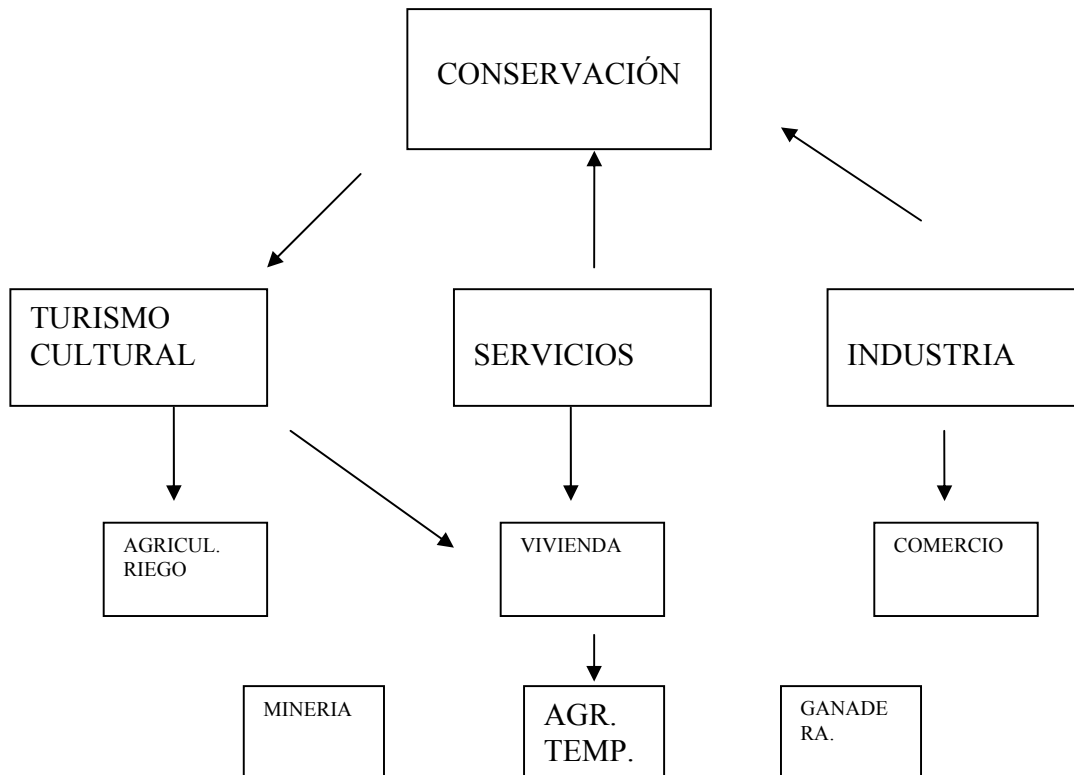 CONSERVACIÓN
TURISMO
CULTURAL
SERVICIOS
INDUSTRIA
AGRICUL.
RIEGO
VIVIENDA
COMERCIO
MINERIA
AGR.
TEMP.
GANADE
RA.